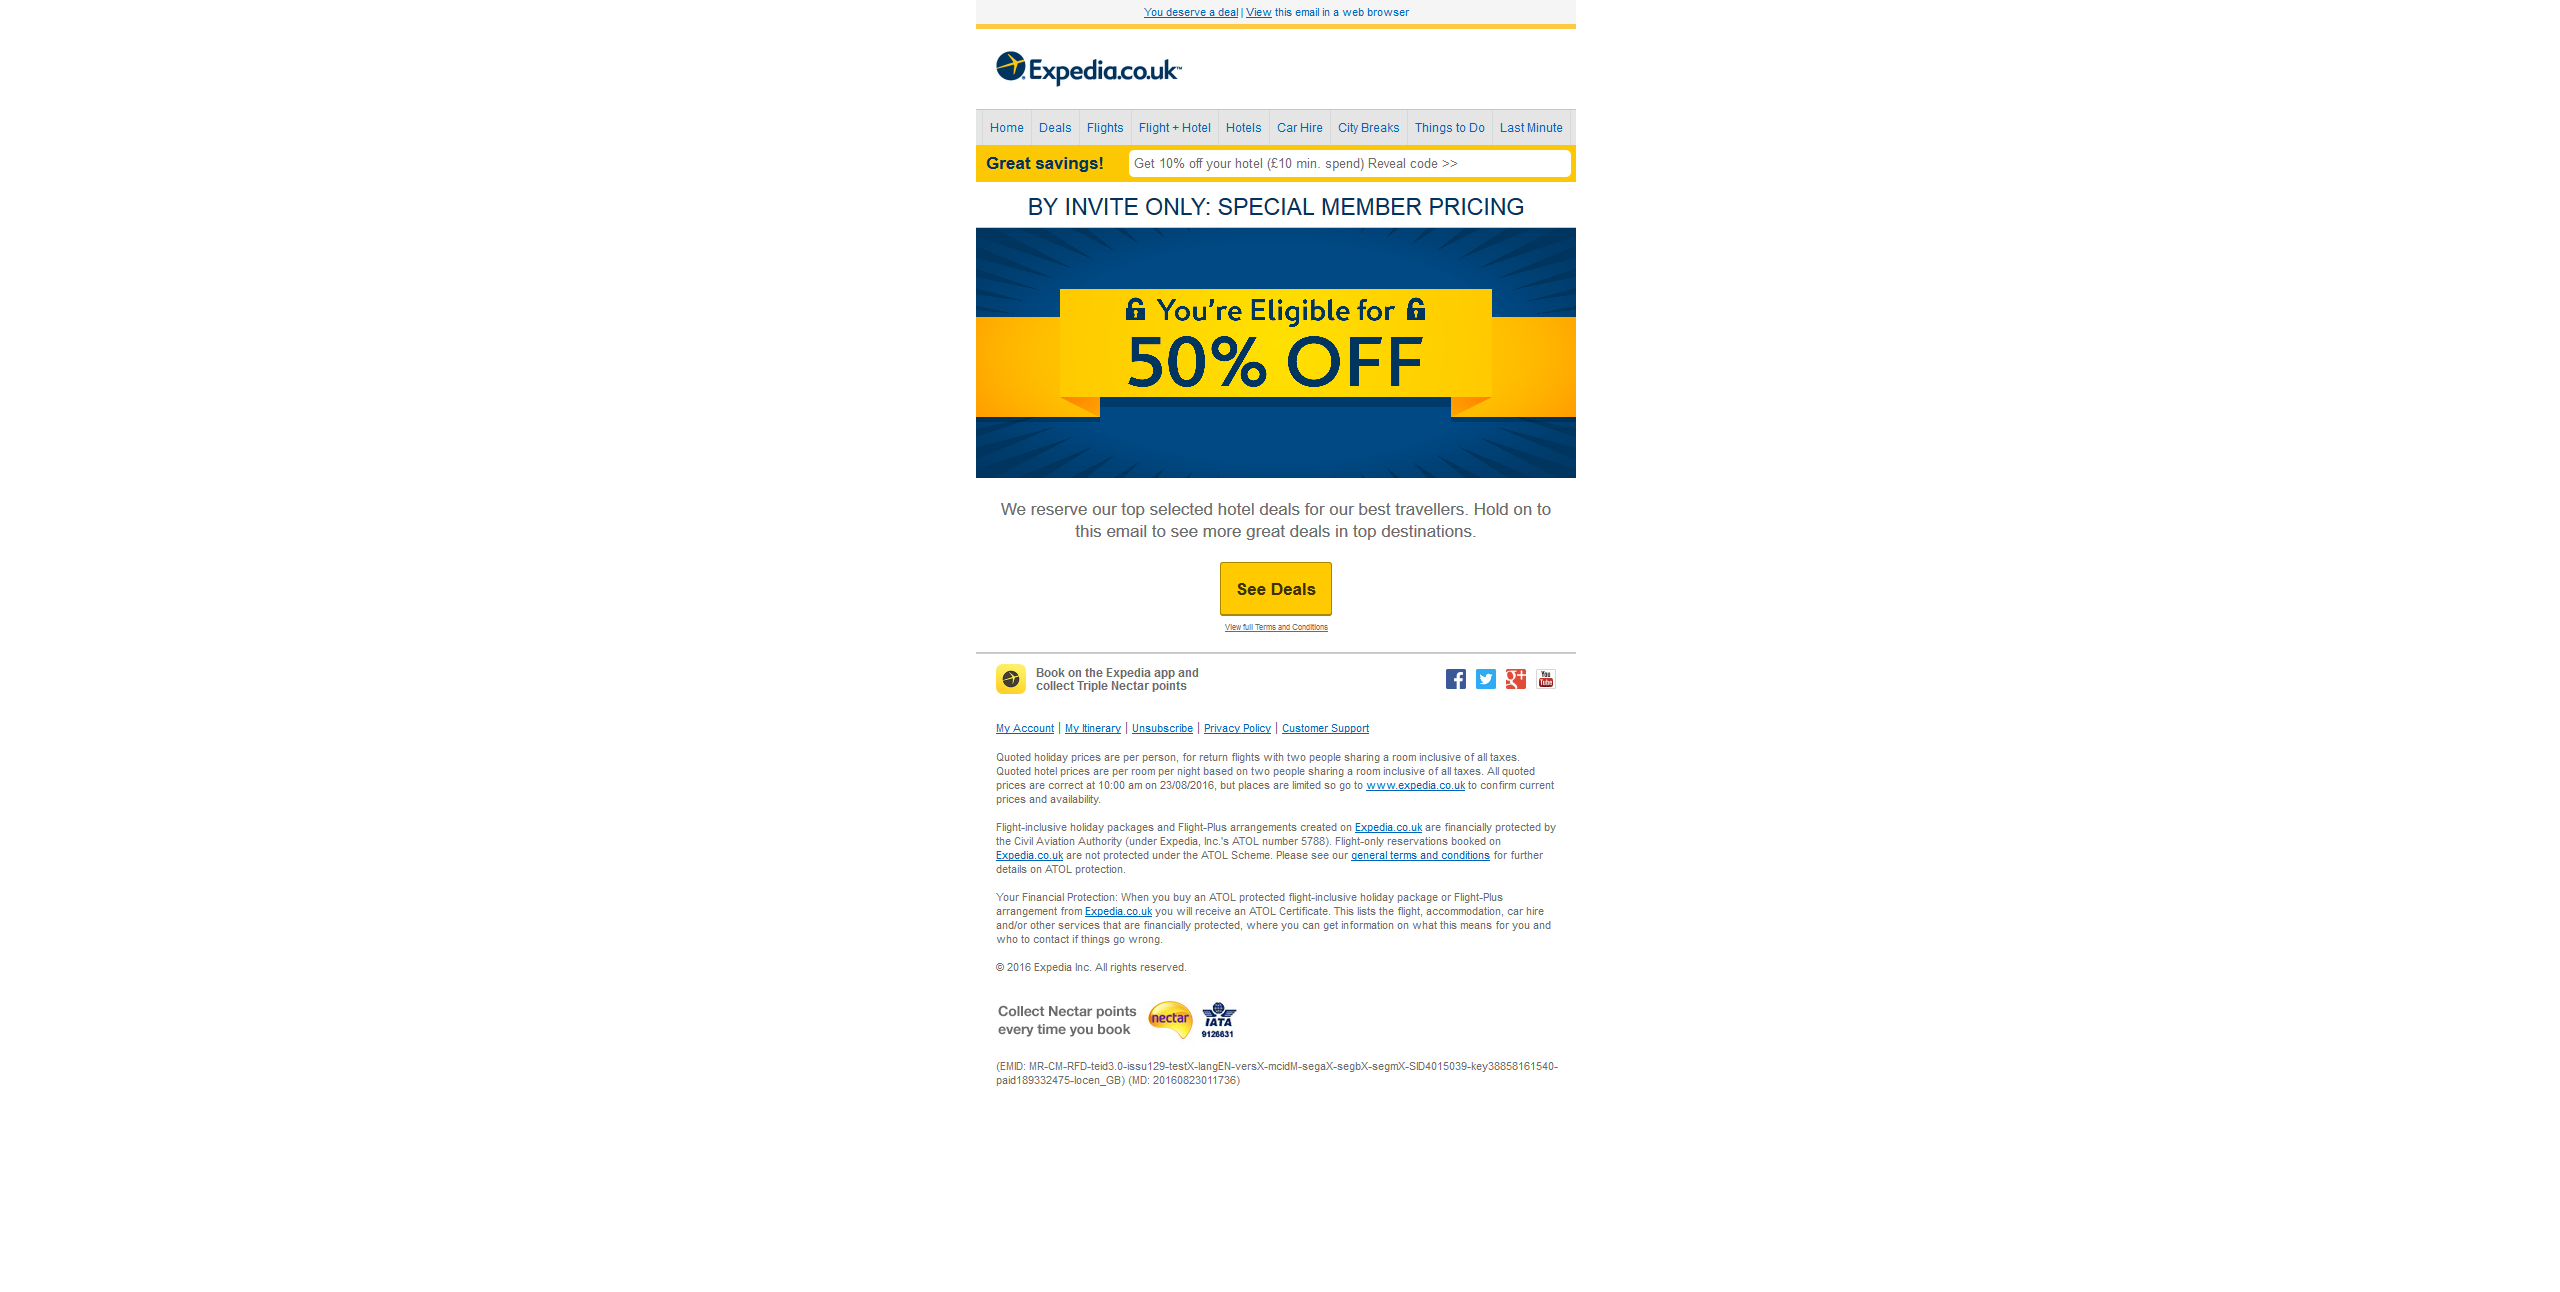 You deserve a deal | View this email in a web browser
Expedia.co.uk™
Home Deals Flights Flight + Hotel Hotels Car Hire City Breaks Things to Do Last Minute
Great savings! Get 10% off your hotel (£10 min. spend) Reveal code >>
BY INVITE ONLY: SPECIAL MEMBER PRICING
You're Eligible for
50% OFF
We reserve our top selected hotel deals for our best travellers. Hold on to
this email to see more great deals in top destinations.
See Deals
View full Terms and Conditions
Book on the Expedia app and
collect Triple Nectar points
You
Tube
My Account | My Itinerary | Unsubscribe | Privacy Policy | Customer Support
Quoted holiday prices are per person, for return flights with two people sharing a room inclusive of all taxes.
Quoted hotel prices are per room per night based on two people sharing a room inclusive of all taxes. All quoted
prices are correct at 10:00 am on 23/08/2016, but places are limited so go to www.expedia.co.uk to confirm current
prices and availability.
Flight-inclusive holiday packages and Flight-Plus arrangements created on Expedia.co.uk are financially protected by
the Civil Aviation Authority (under Expedia, Inc.'s ATOL number 5788). Flight-only reservations booked on
Expedia.co.uk are not protected under the ATOL Scheme. Please see our general terms and conditions for further
details on ATOL protection.
Your Financial Protection: When you buy an ATOL protected flight-inclusive holiday package or Flight-Plus
arrangement from Expedia.co.uk you will receive an ATOL Certificate. This lists the flight, accommodation, car hire
and/or other services that are financially protected, where you can get information on what this means for you and
who to contact if things go wrong.
© 2016 Expedia Inc. All rights reserved.
Collect Nectar points
every time you book
nectar
IATA
9126631
(EMID: MR-CM-RFD-teid3.0-issu129-testX-langEN-versX-mcidM-segaX-segbX-segmX-SID4015039-key38858161540-
paid189332475-locen_GB) (MD: 20160823011736)